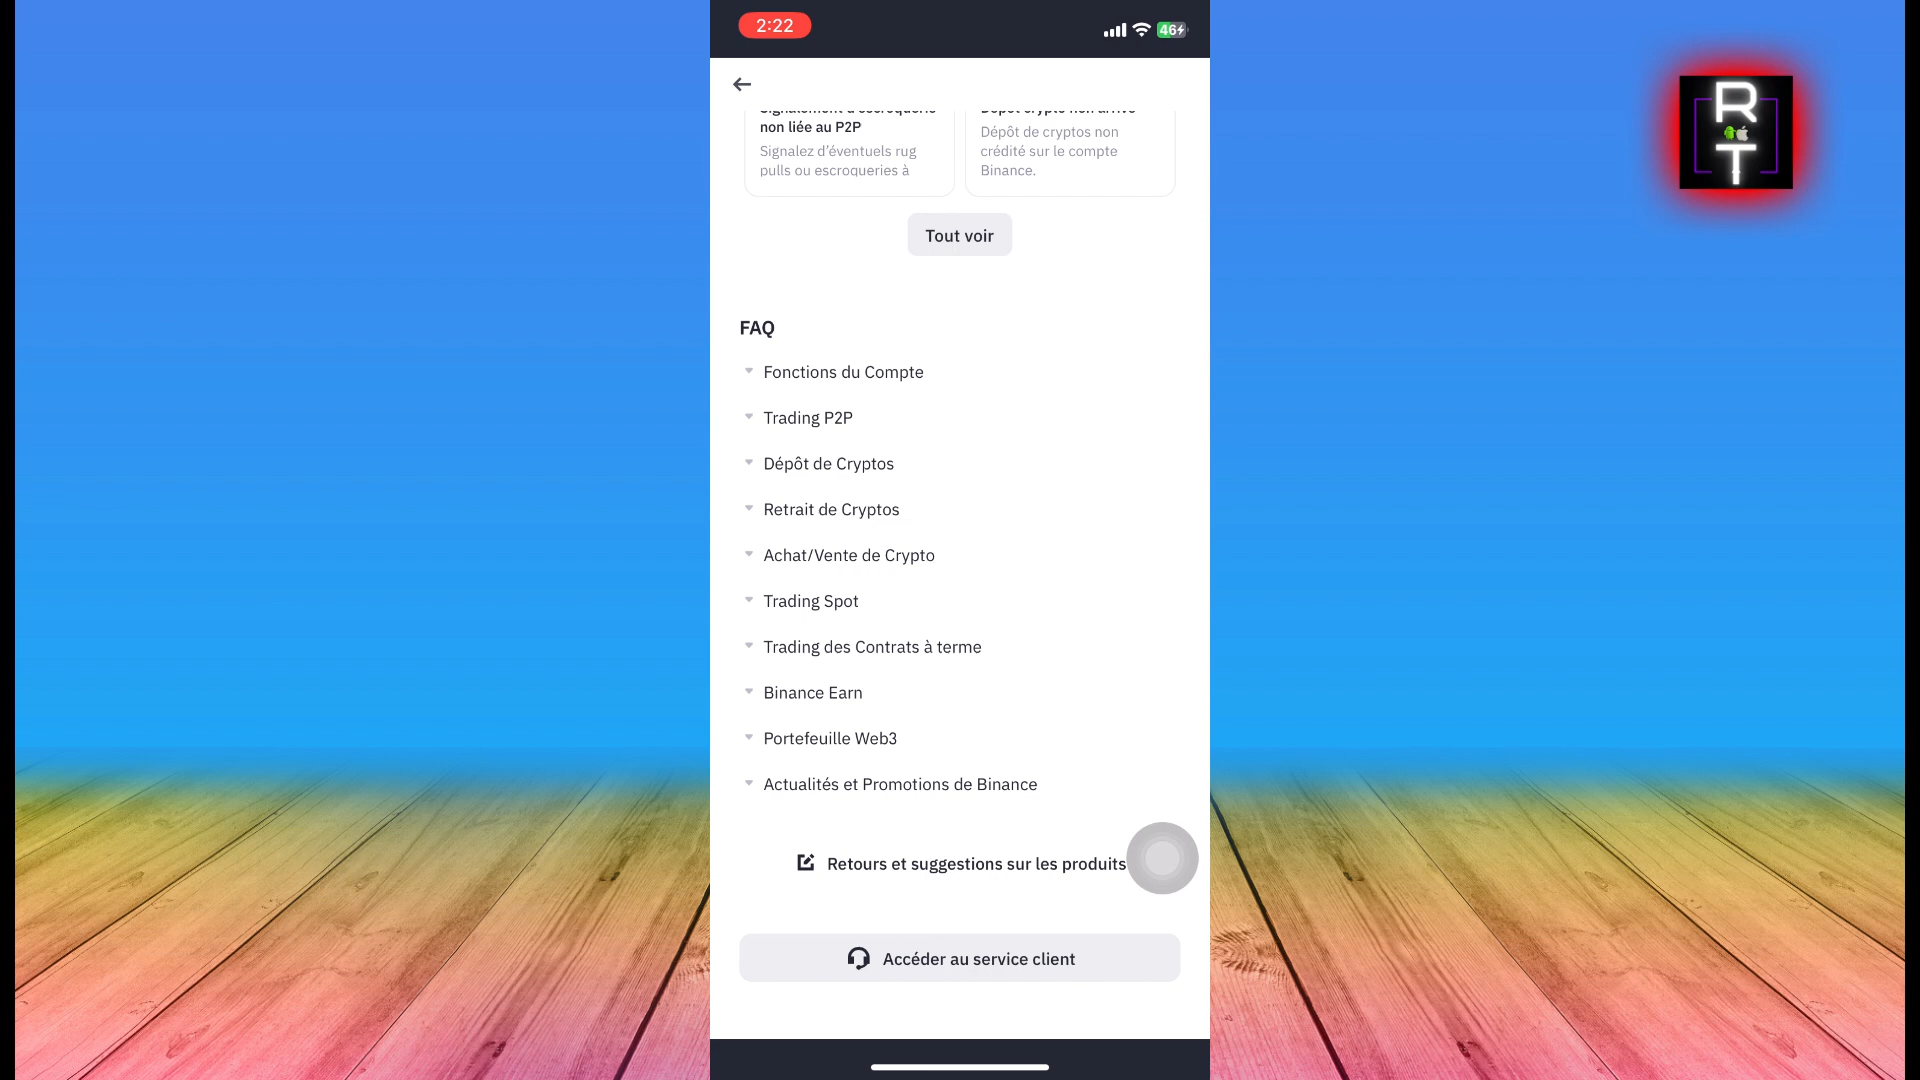 2:22
46
R
T
Signalement d'escroquerie
non liée au P2P
Signalez d'éventuels rug
pulls ou escroqueries à
Dépôt crypto non arrivé
Dépôt de cryptos non
crédité sur le compte
Binance.
Tout voir
FAQ
Fonctions du Compte
Trading P2P
Dépôt de Cryptos
Retrait de Cryptos
Achat/Vente de Crypto
Trading Spot
Trading des Contrats à terme
Binance Earn
Portefeuille Web3
Actualités et Promotions de Binance
Retours et suggestions sur les produits
Accéder au service client